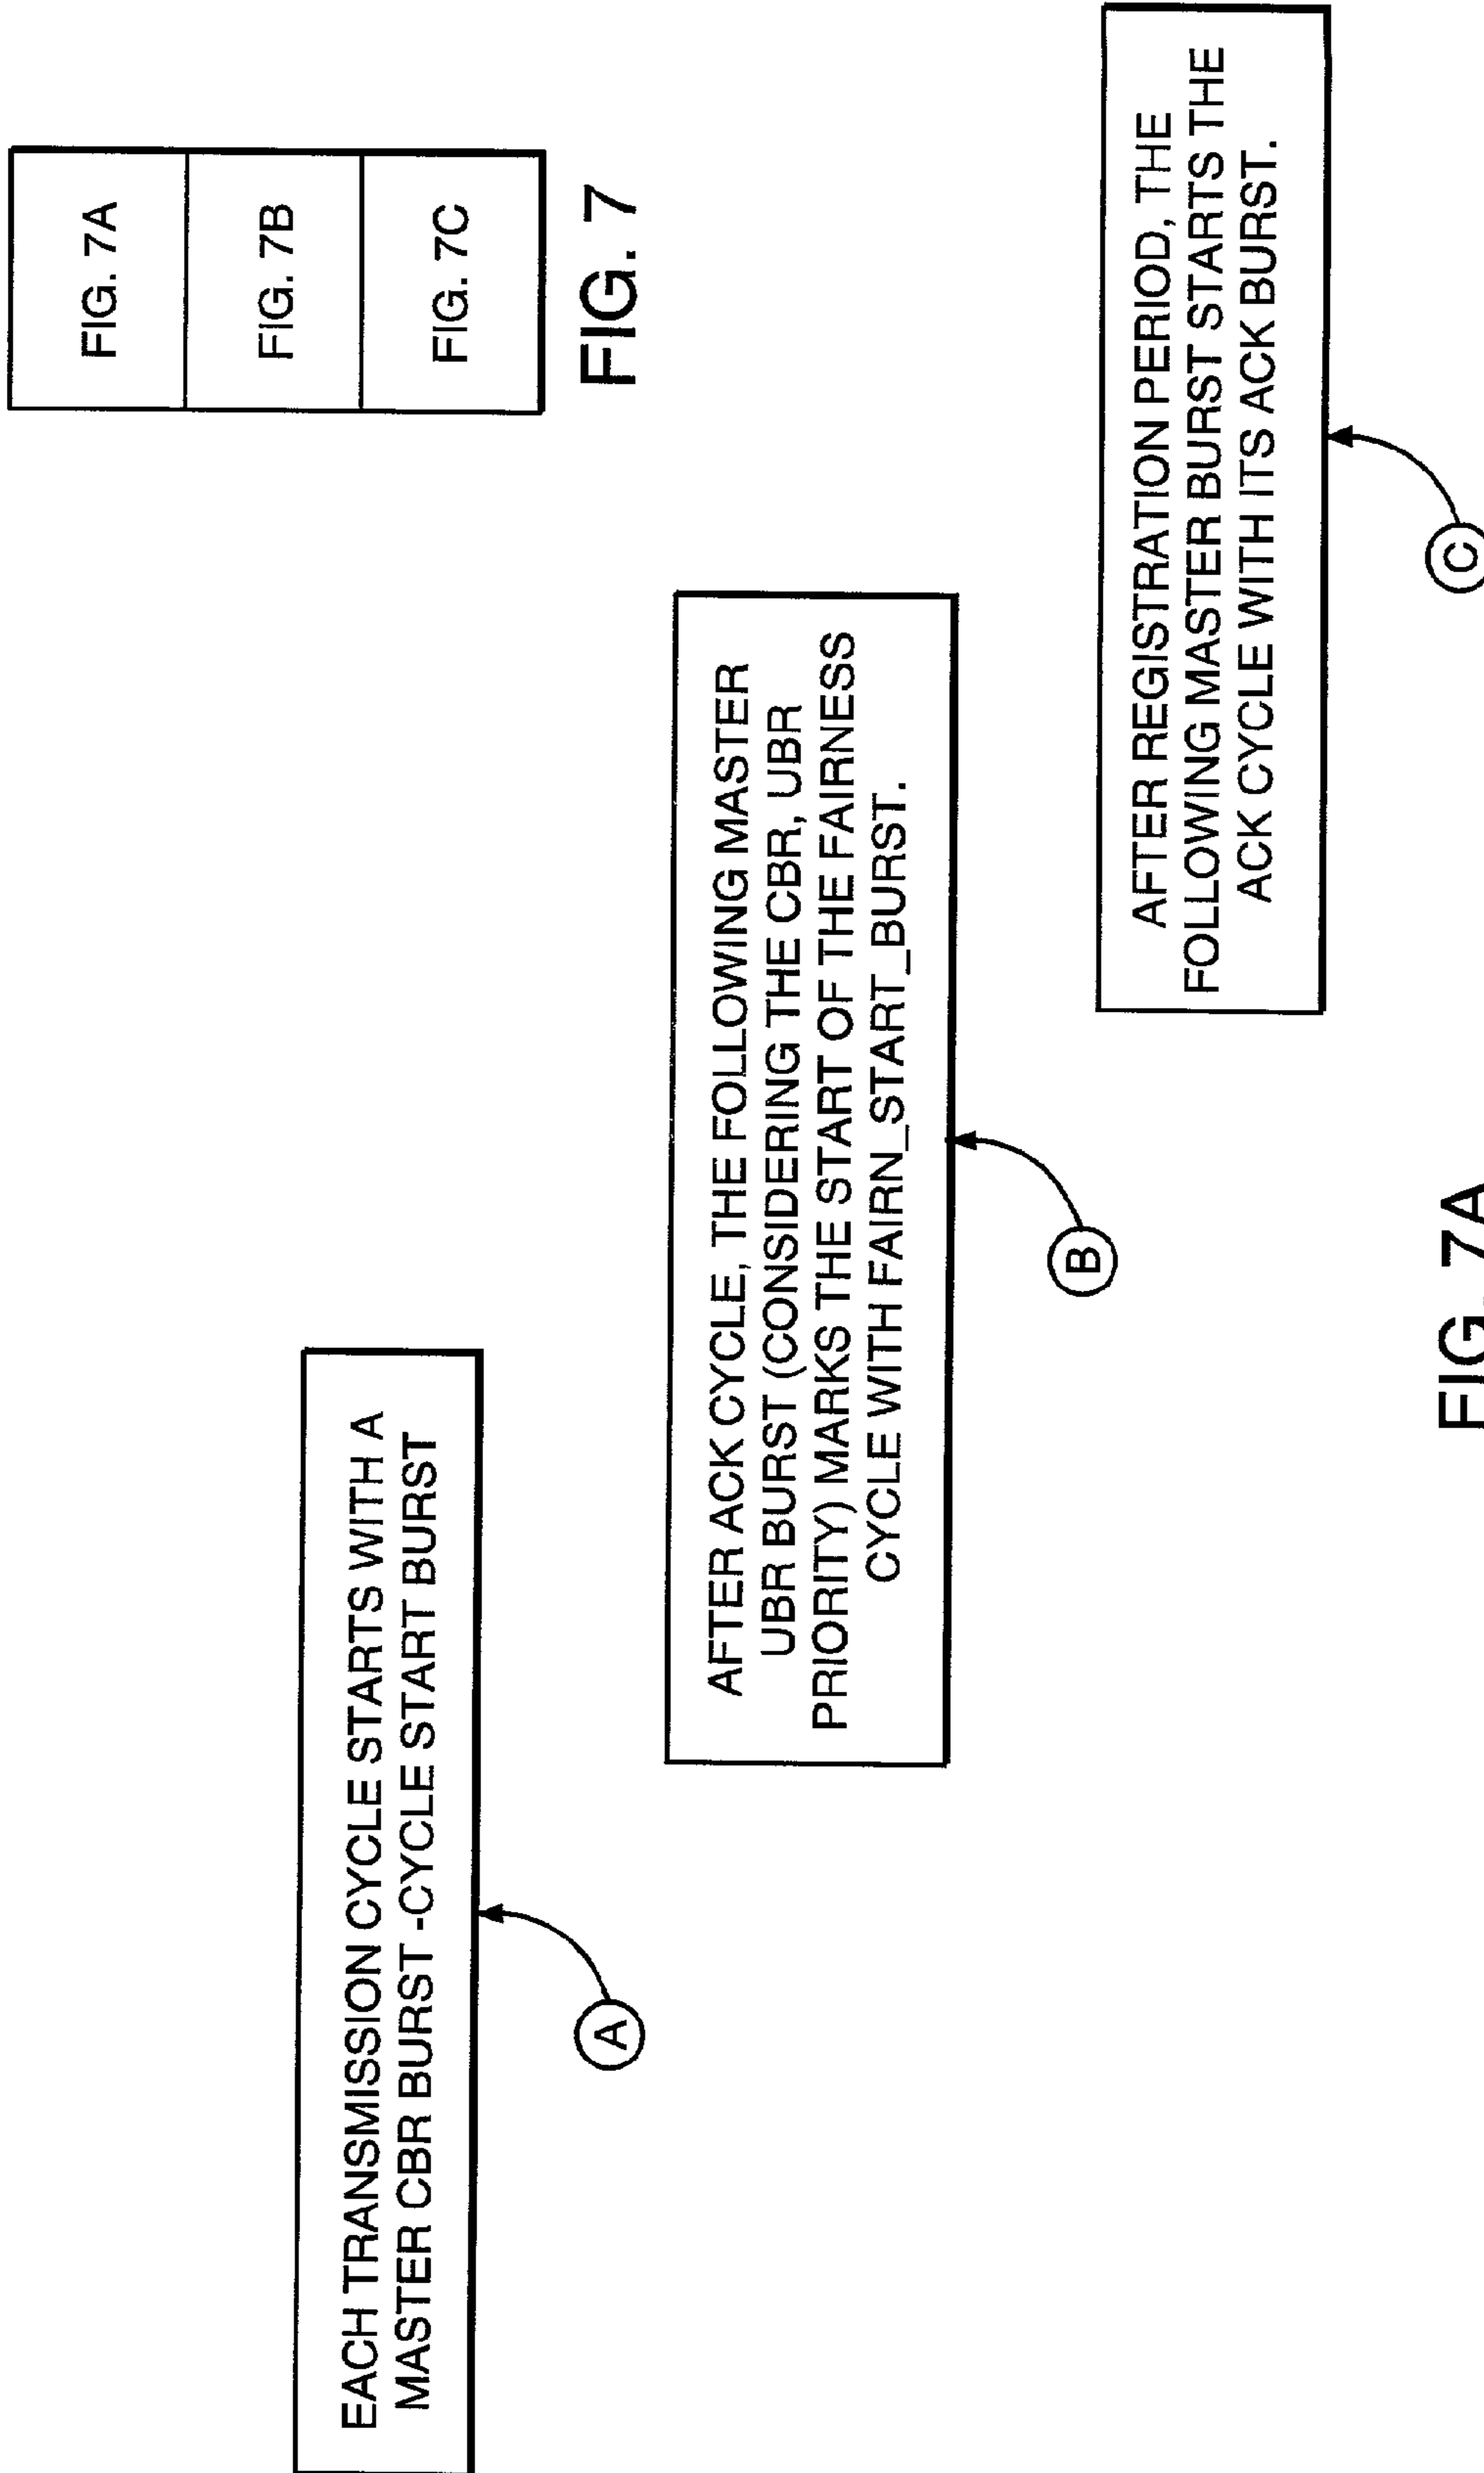 FIG. 7A
FIG. 7B
FIG. 7C
FIG. 7
EACH TRANSMISSION CYCLE STARTS WITH A
MASTER CBR BURST -CYCLE START BURST
A
AFTER ACK CYCLE, THE FOLLOWING MASTER
UBR BURST (CONSIDERING THE CBR, UBR
PRIORITY) MARKS THE START OF THE FAIRNESS
CYCLE WITH FAIRN_START_BURST.
B
AFTER REGISTRATION PERIOD, THE
FOLLOWING MASTER BURST STARTS THE
ACK CYCLE WITH ITS ACK BURST.
C
FIG. 7A